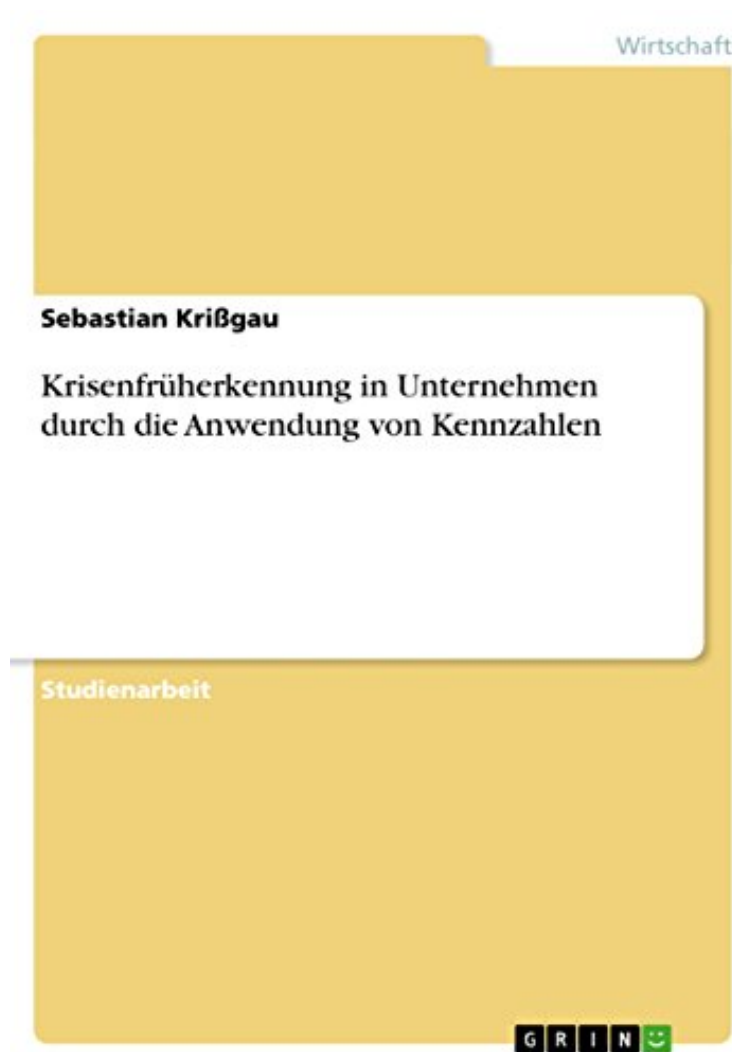 Wirtschaft
Sebastian Krißgau
Krisenfrüherkennung in Unternehmen
durch die Anwendung von Kennzahlen
Studienarbeit
GRIN